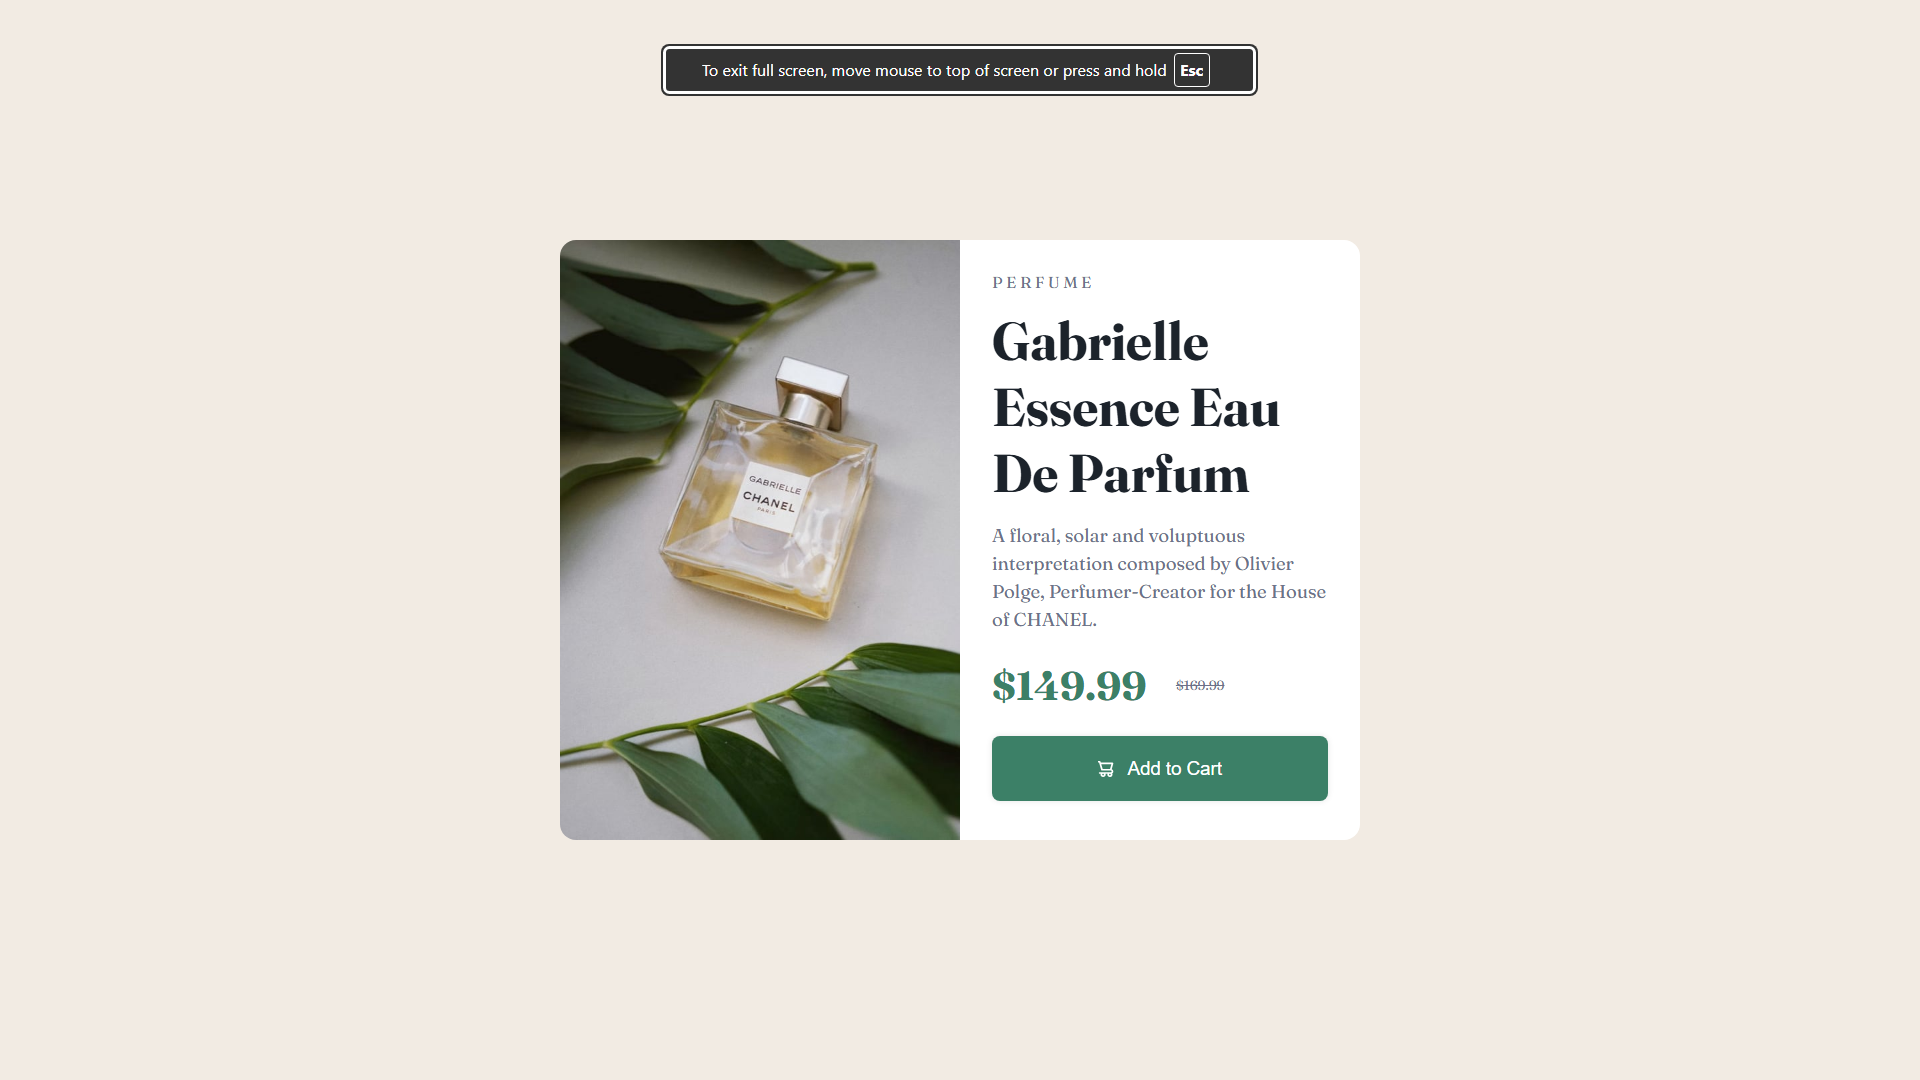 To exit full screen, move mouse to top of screen or press and hold Esc
GABRIELLE
CHANEL
PARIS
PERFUME
Gabrielle
Essence Eau
De Parfum
A floral, solar and voluptuous
interpretation composed by Olivier
Polge, Perfumer-Creator for the House
of CHANEL.
$149.99 $169.99
Add to Cart